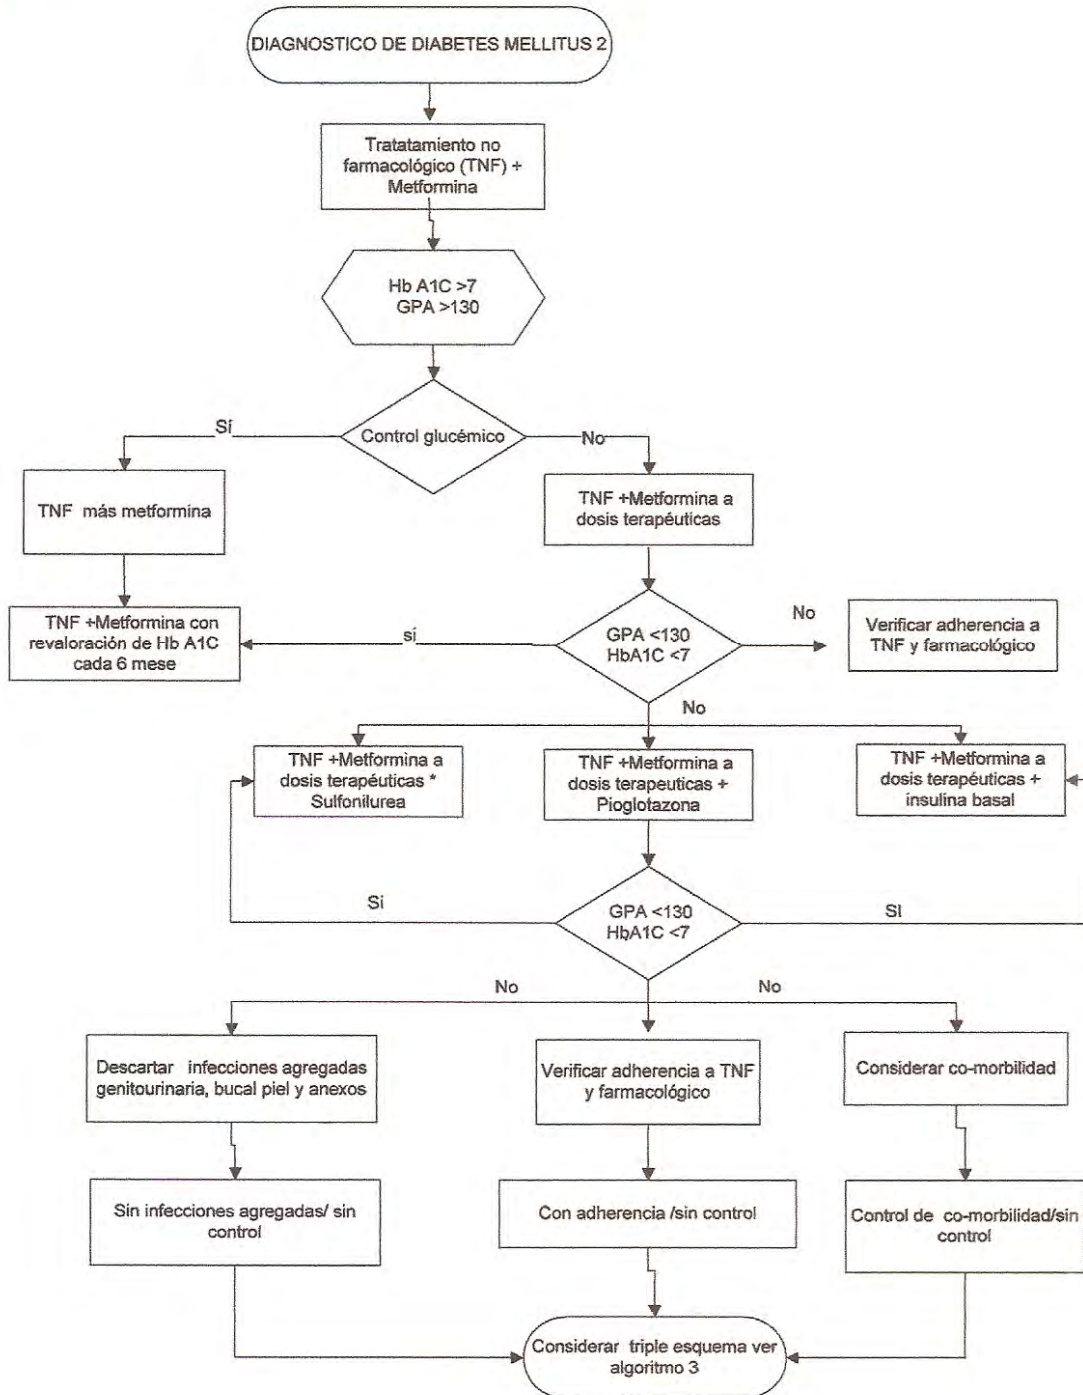 DIAGNOSTICO DE DIABETES MELLITUS 2
Tratatamiento no
farmacológico (TNF) +
Metformina
Hb A1C >7
GPA >130
Control glucémico
Sí
No
TNF más metformina
TNF +Metformina a
dosis terapéuticas
TNF +Metformina con
revaloración de Hb A1C
cada 6 mese
sí
GPA <130
HbA1C <7
No
Verificar adherencia a
TNF y farmacológico
No
TNF +Metformina a
dosis terapéuticas *
Sulfonilurea
TNF +Metformina a
dosis terapeuticas +
Pioglotazona
TNF +Metformina a
dosis terapéuticas +
insulina basal
Si
GPA <130
HbA1C <7
SI
No
No
Descartar infecciones agregadas
genitourinaria, bucal piel y anexos
Verificar adherencia a TNF
y farmacológico
Considerar co-morbilidad
Sin infecciones agregadas/ sin
control
Con adherencia /sin control
Control de co-morbilidad/sin
control
Considerar triple esquema ver
algoritmo 3